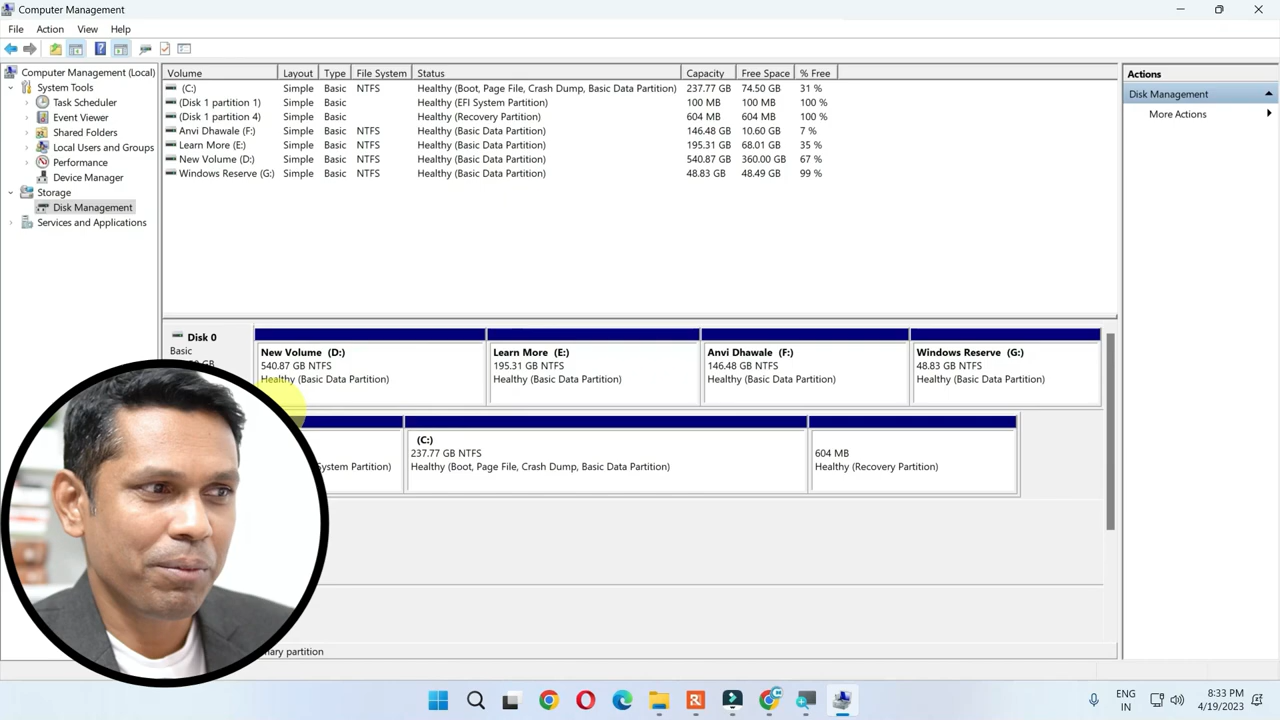 Computer Management
File Action View Help
Computer Management (Local)
System Tools
Task Scheduler
Event Viewer
Shared Folders
Local Users and Groups
Performance
Device Manager
Storage
Disk Management
Services and Applications
Volume Layout Type File System Status Capacity Free Space % Free
(C:) Simple Basic NTFS Healthy (Boot, Page File, Crash Dump, Basic Data Partition) 237.77 GB 74.50 GB 31 %
(Disk 1 partition 1) Simple Basic Healthy (EFI System Partition) 100 MB 100 MB 100 %
(Disk 1 partition 4) Simple Basic Healthy (Recovery Partition) 604 MB 604 MB 100 %
Anvi Dhawale (F:) Simple Basic NTFS Healthy (Basic Data Partition) 146.48 GB 10.60 GB 7 %
Learn More (E:) Simple Basic NTFS Healthy (Basic Data Partition) 195.31 GB 68.01 GB 35 %
New Volume (D:) Simple Basic NTFS Healthy (Basic Data Partition) 540.87 GB 360.00 GB 67 %
Windows Reserve (G:) Simple Basic NTFS Healthy (Basic Data Partition) 48.83 GB 48.49 GB 99 %
Actions
Disk Management
More Actions
Disk 0
Basic
New Volume (D:)
540.87 GB NTFS
Healthy (Basic Data Partition)
Learn More (E:)
195.31 GB NTFS
Healthy (Basic Data Partition)
Anvi Dhawale (F:)
146.48 GB NTFS
Healthy (Basic Data Partition)
Windows Reserve (G:)
48.83 GB NTFS
Healthy (Basic Data Partition)
Partition)
(C:)
237.77 GB NTFS
Healthy (Boot, Page File, Crash Dump, Basic Data Partition)
604 MB
Healthy (Recovery Partition)
partition
ENG
IN
8:33 PM
4/19/2023